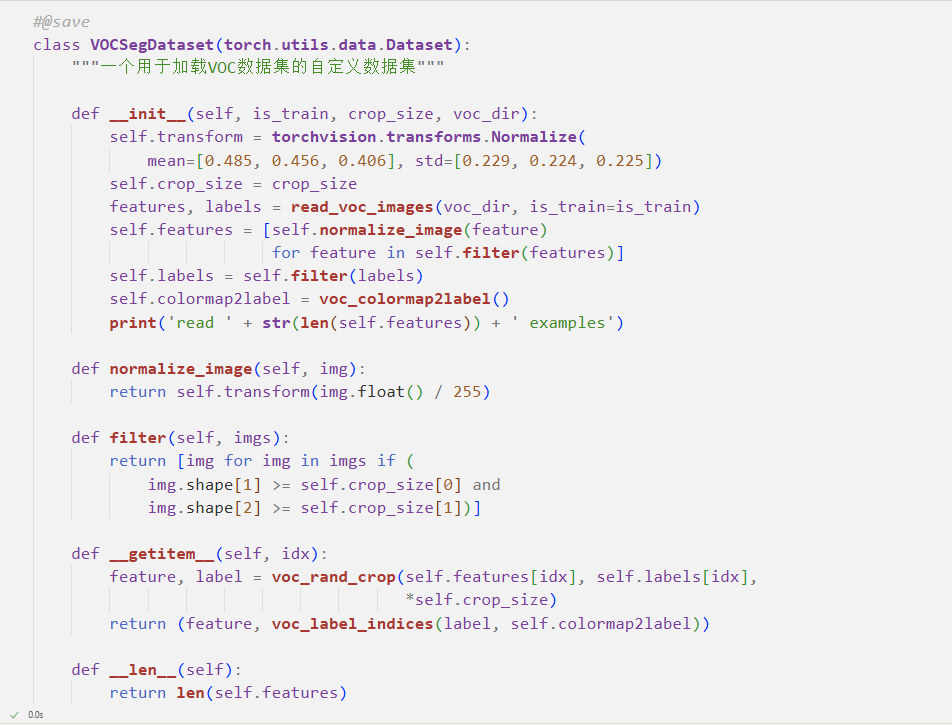 #@save
class VOCSegDataset(torch.utils.data.Dataset):
    """一个用于加载VOC数据集的自定义数据集"""

    def __init__(self, is_train, crop_size, voc_dir):
        self.transform = torchvision.transforms.Normalize(
            mean=[0.485, 0.456, 0.406], std=[0.229, 0.224, 0.225])
        self.crop_size = crop_size
        features, labels = read_voc_images(voc_dir, is_train=is_train)
        self.features = [self.normalize_image(feature)
                         for feature in self.filter(features)]
        self.labels = self.filter(labels)
        self.colormap2label = voc_colormap2label()
        print('read ' + str(len(self.features)) + ' examples')

    def normalize_image(self, img):
        return self.transform(img.float() / 255)

    def filter(self, imgs):
        return [img for img in imgs if (
            img.shape[1] >= self.crop_size[0] and
            img.shape[2] >= self.crop_size[1])]

    def __getitem__(self, idx):
        feature, label = voc_rand_crop(self.features[idx], self.labels[idx],
                                       *self.crop_size)
        return (feature, voc_label_indices(label, self.colormap2label))

    def __len__(self):
        return len(self.features)
0.0s